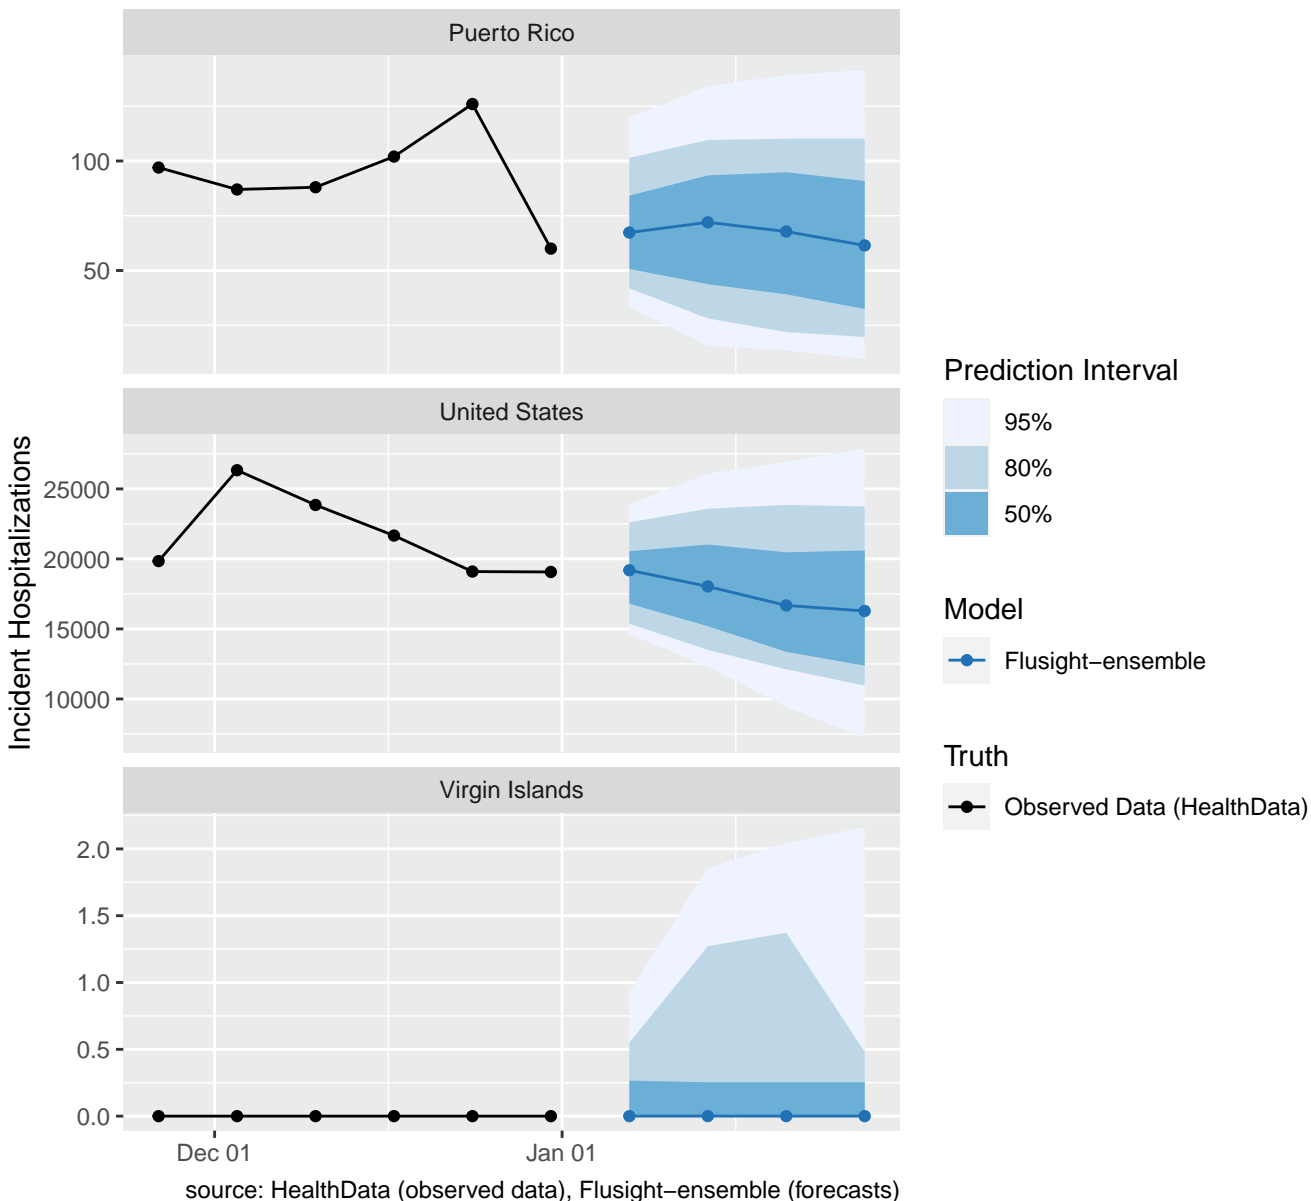 Puerto Rico
100
50
United States
25000
20000
15000
10000
Virgin Islands
2.0
1.5
1.0
0.5
0.0
Dec 01
Jan 01
Incident Hospitalizations
source: HealthData (observed data), Flusight−ensemble (forecasts)
Prediction Interval
95%
80%
50%
Model
Flusight−ensemble
Truth
Observed Data (HealthData)